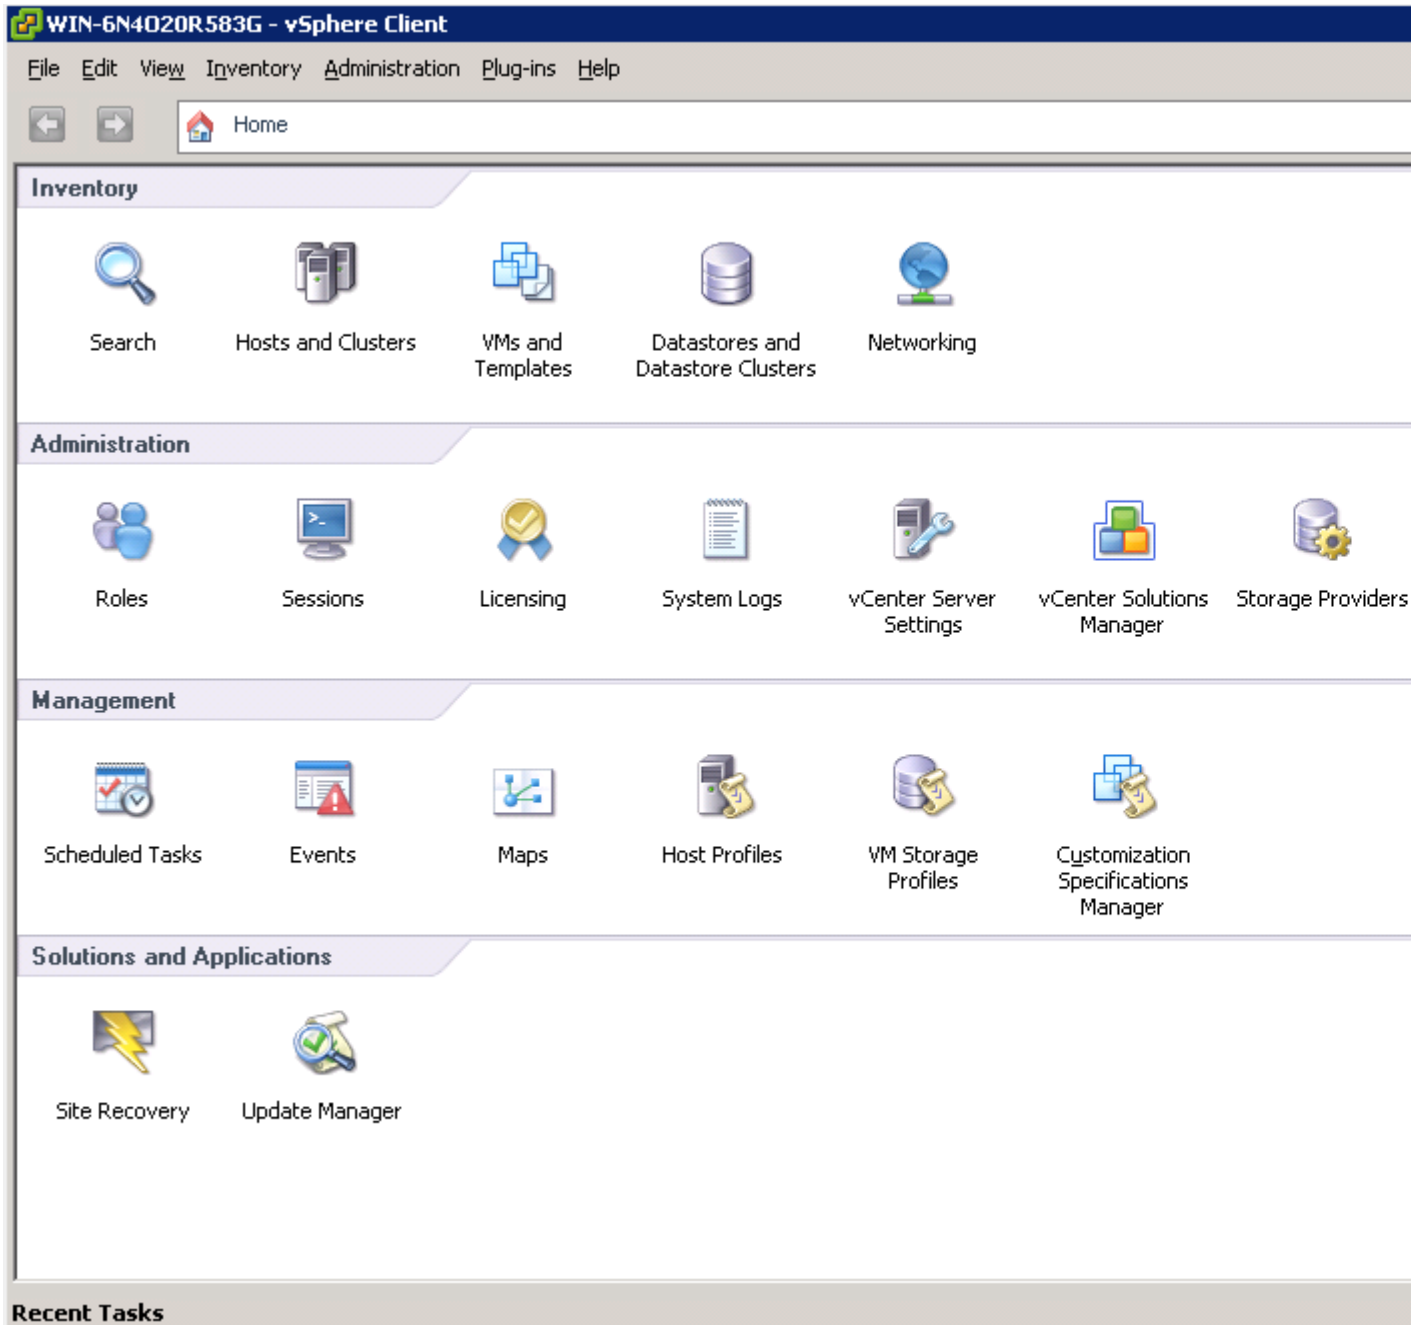 WIN-6N4O20R583G - vSphere Client
File Edit View Inventory Administration Plug-ins Help
Home
Inventory
Search
Hosts and Clusters
VMs and
Templates
Datastores and
Datastore Clusters
Networking
Administration
Roles
Sessions
Licensing
System Logs
vCenter Server
Settings
vCenter Solutions
Manager
Storage Providers
Management
Scheduled Tasks
Events
Maps
Host Profiles
VM Storage
Profiles
Customization
Specifications
Manager
Solutions and Applications
Site Recovery
Update Manager
Recent Tasks